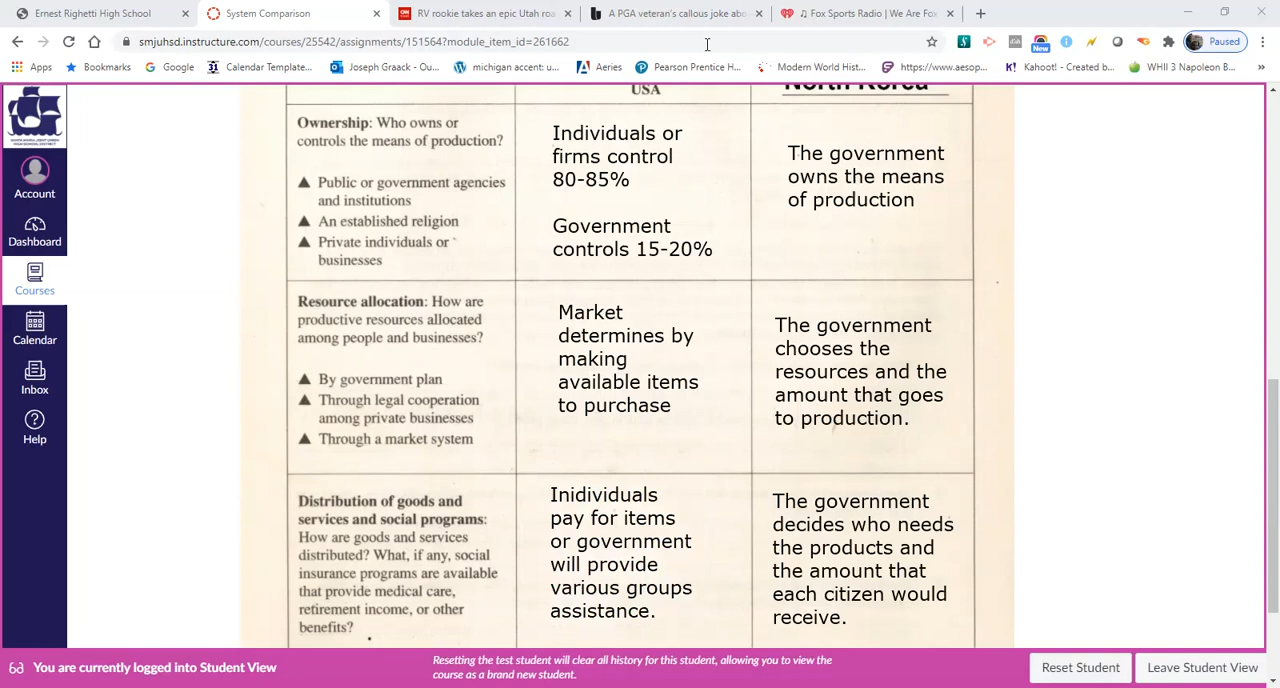 Ernest Righetti High School
System Comparison
RV rookie takes an epic Utah roa
A PGA veteran's callous joke abo
♫ Fox Sports Radio | We Are Fox
smjuhsd.instructure.com/courses/25542/assignments/151564?module_item_id=261662
New
Paused
Apps
Bookmarks
Google
Calendar Template...
Joseph Graack - Ou...
michigan accent: u...
Aeries
Pearson Prentice H...
Modern World Hist...
https://www.aesop...
Kahoot! - Created b...
WHII 3 Napoleon B...
»
Account
Dashboard
Courses
Calendar
Inbox
Help
USA
North Korea
Ownership: Who owns or
controls the means of production?
▲ Public or government agencies
and institutions
▲ An established religion
▲ Private individuals or
businesses
Individuals or
firms control
80-85%
Government
controls 15-20%
The government
owns the means
of production
Resource allocation: How are
productive resources allocated
among people and businesses?
▲ By government plan
▲ Through legal cooperation
among private businesses
▲ Through a market system
Market
determines by
making
available items
to purchase
The government
chooses the
resources and the
amount that goes
to production.
Distribution of goods and
services and social programs:
How are goods and services
distributed? What, if any, social
insurance programs are available
that provide medical care,
retirement income, or other
benefits?
Inidividuals
pay for items
or government
will provide
various groups
assistance.
The government
decides who needs
the products and
the amount that
each citizen would
receive.
You are currently logged into Student View
Resetting the test student will clear all history for this student, allowing you to view the
course as a brand new student.
Reset Student
Leave Student View